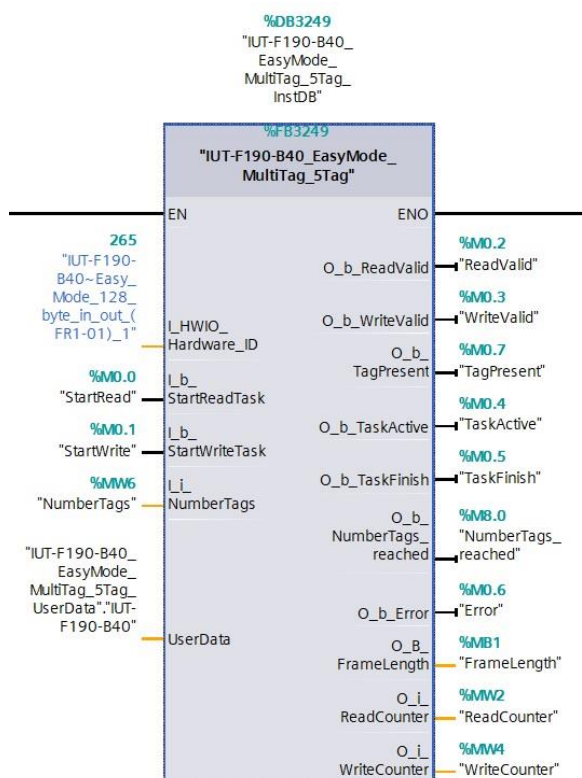 %DB3249
"IUT-F190-B40_
EasyMode_
MultiTag_5Tag_
InstDB"
%FB3249
"IUT-F190-B40_EasyMode_
MultiTag_5Tag"
EN
ENO
265
"IUT-F190-
B40~Easy_
Mode_128_
byte_in_out_(
FR1-01)_1"
I_HWIO_
Hardware_ID
%M0.0
"StartRead"
I_b_
StartReadTask
%M0.1
"StartWrite"
I_b_
StartWriteTask
%MW6
"NumberTags"
I_i_
NumberTags
"IUT-F190-B40_
EasyMode_
MultiTag_5Tag_
UserData"."IUT-
F190-B40"
UserData
O_b_ReadValid
%M0.2
"ReadValid"
O_b_WriteValid
%M0.3
"WriteValid"
O_b_
TagPresent
%M0.7
"TagPresent"
O_b_TaskActive
%M0.4
"TaskActive"
O_b_TaskFinish
%M0.5
"TaskFinish"
O_b_
NumberTags_
reached
%M8.0
"NumberTags_
reached"
O_b_Error
%M0.6
"Error"
O_B_
FrameLength
%MB1
"FrameLength"
O_i_
ReadCounter
%MW2
"ReadCounter"
O_i_
WriteCounter
%MW4
"WriteCounter"